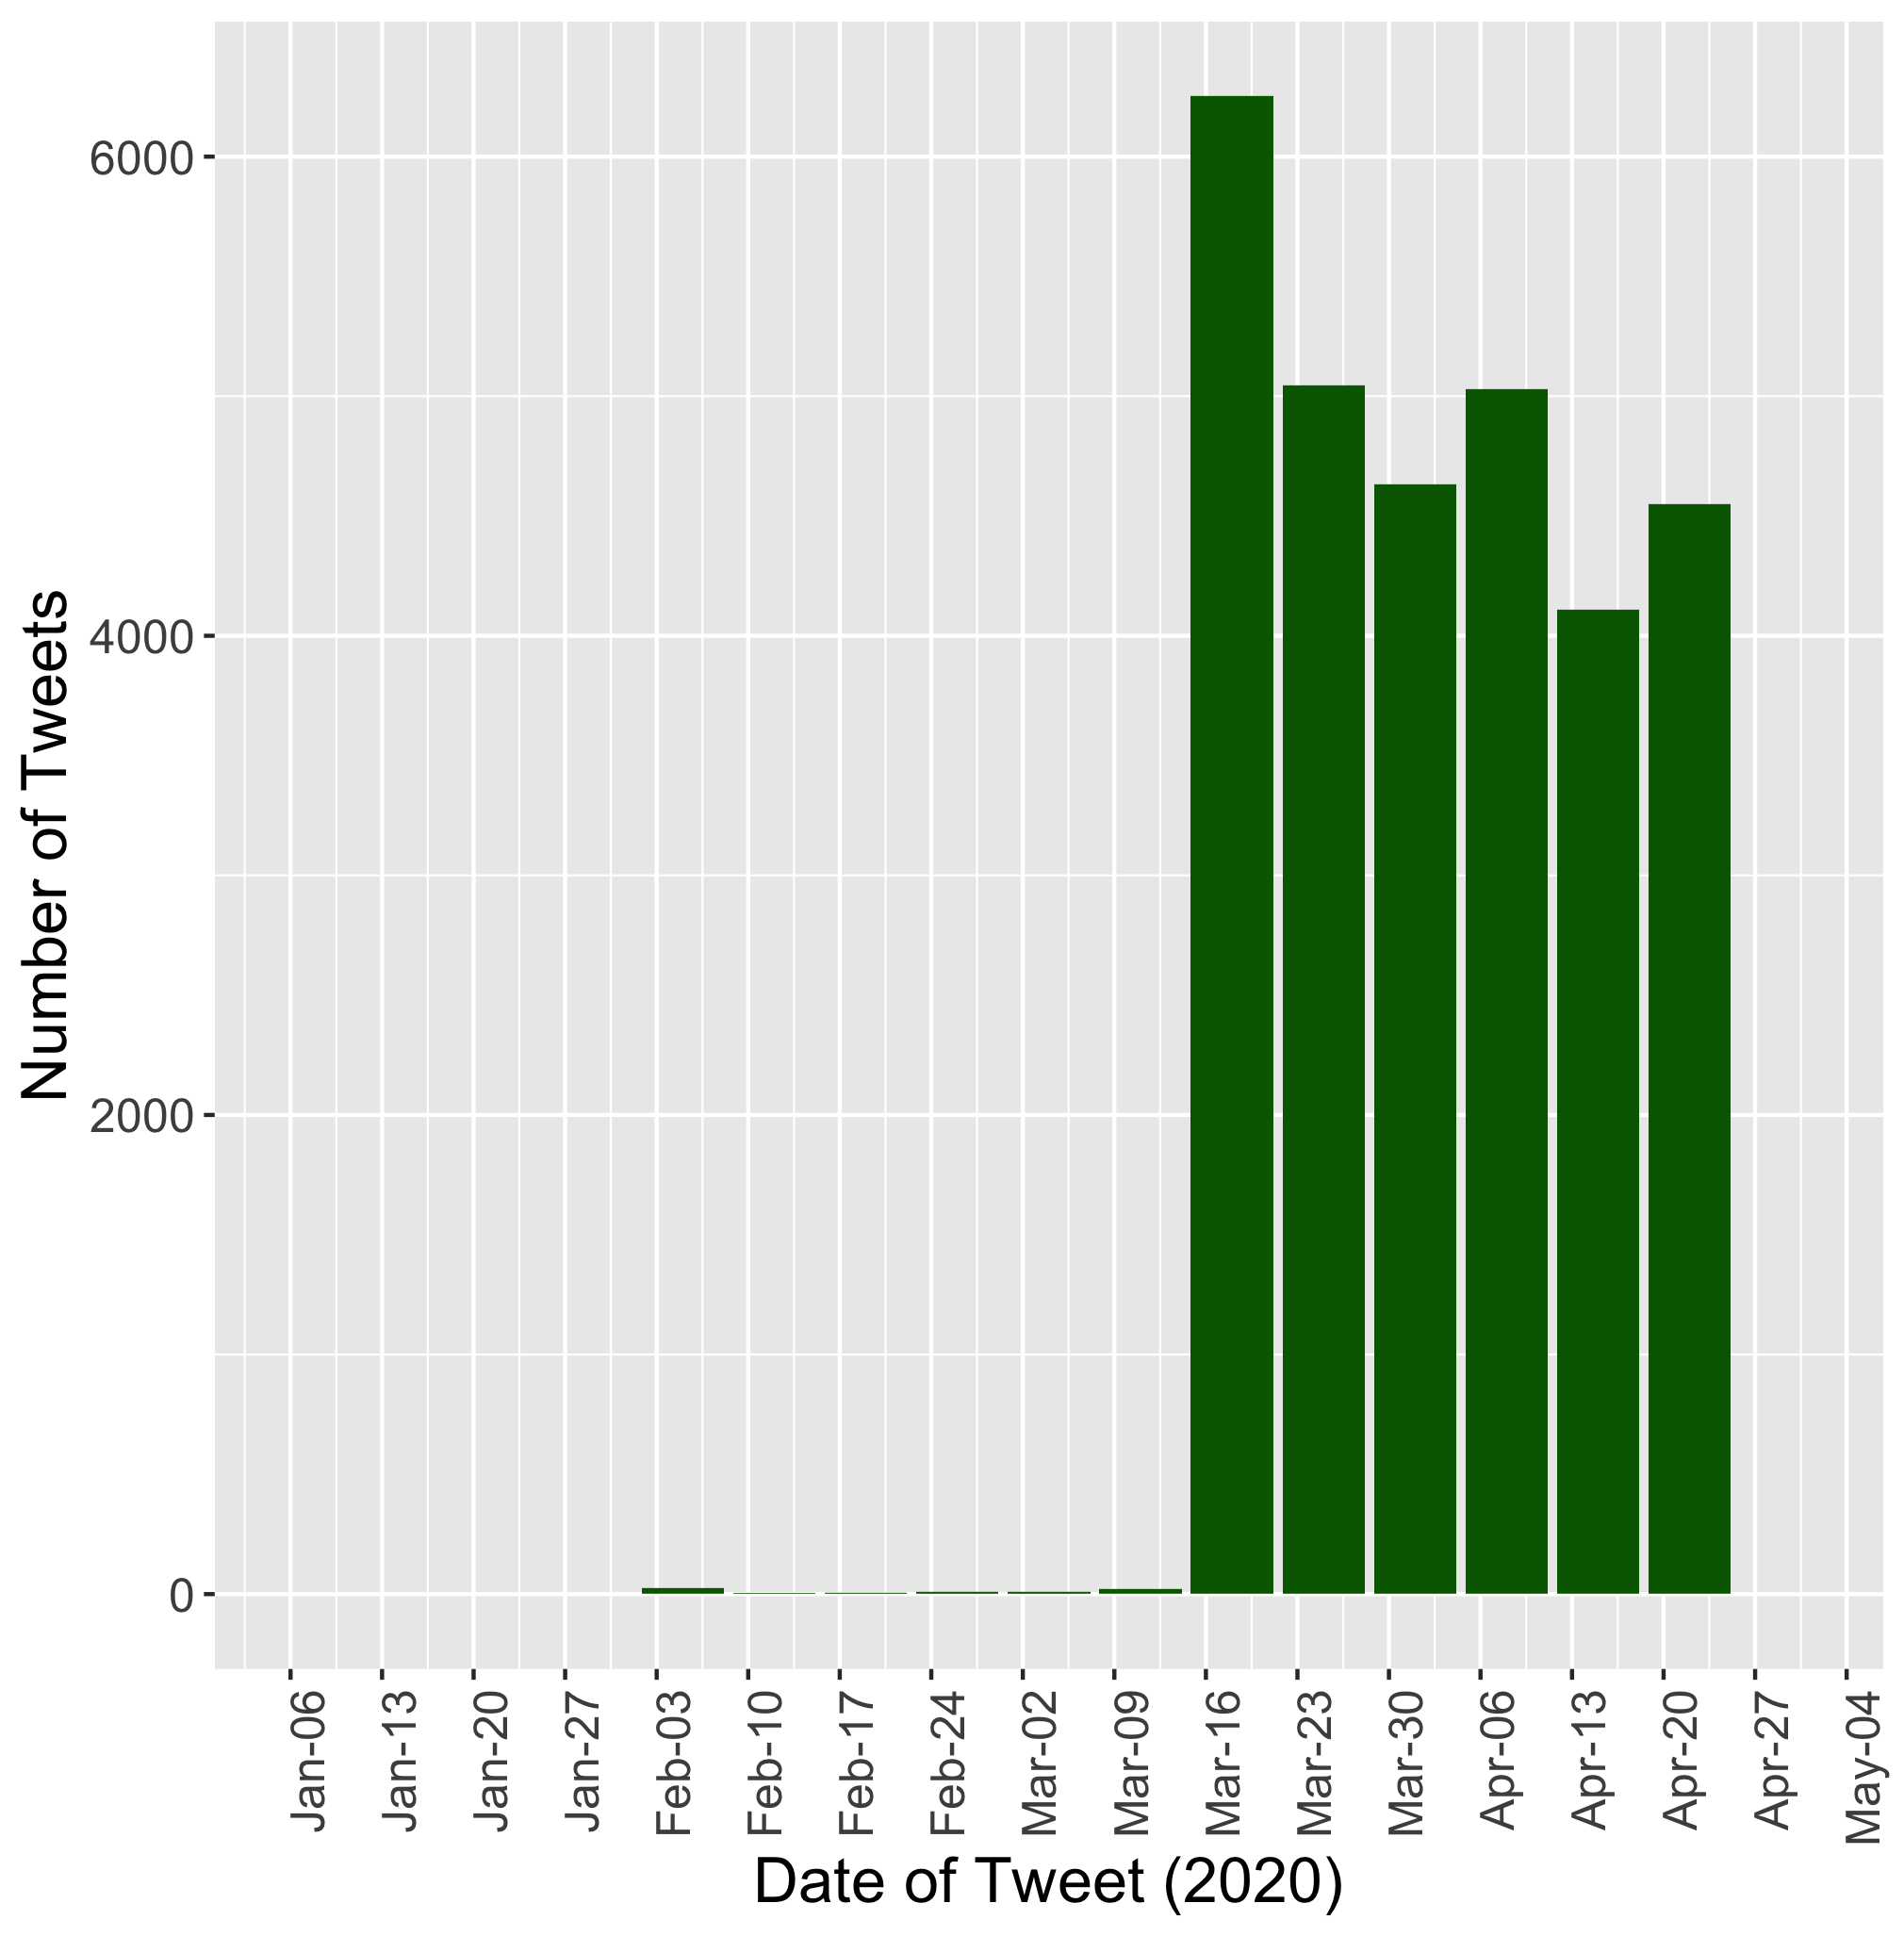 Number of Tweets
6000
4000
2000
0
Jan-06
Jan-13
Jan-20
Jan-27
Feb-03
Feb-10
Feb-17
Feb-24
Mar-02
Mar-09
Mar-16
Mar-23
Mar-30
Apr-06
Apr-13
Apr-20
Apr-27
May-04
Date of Tweet (2020)